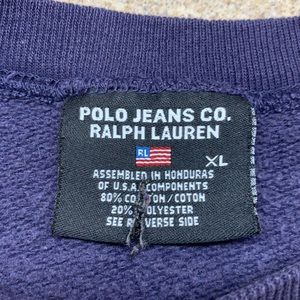 POLO JEANS CO.
RALPH LAUREN
RL
XL
ASSEMBLED IN HONDURAS
OF U.S.A. COMPONENTS
80% COTTON / COTON
20% POLYESTER
SEE REVERSE SIDE